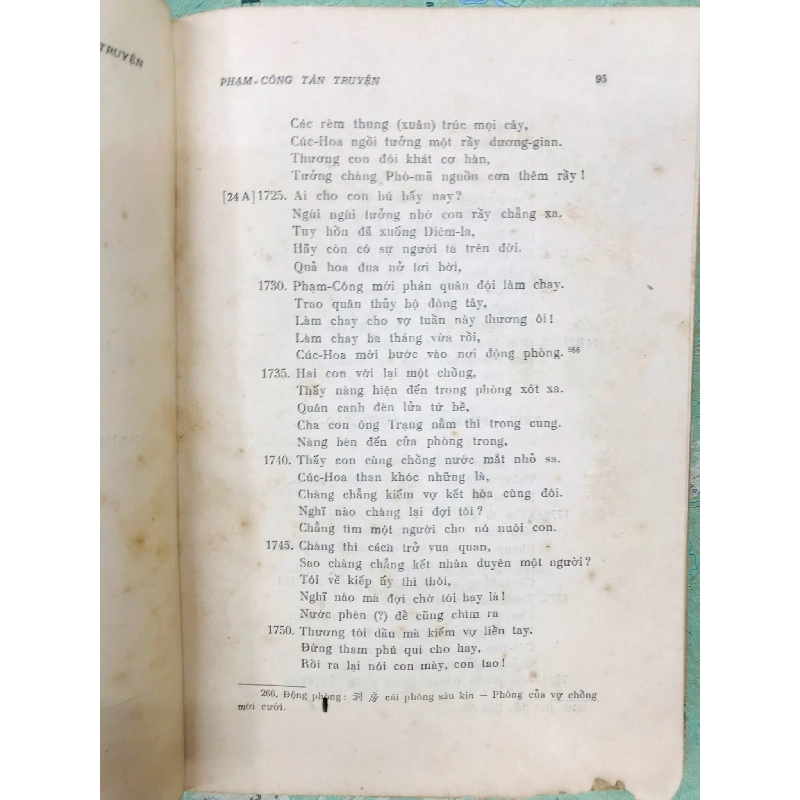 TRUYỆN
PHẠM-CÔNG TÂN TRUYỆN 95
Các rèm thung (xuân) trúc mọi cây,
Cúc-Hoa ngồi tưởng một rầy dương-gian.
Thương con đói khát cơ hàn,
Tưởng chàng Phò-mã nguồn cơn thêm rầy!
[24 A] 1725. Ai cho con bú bấy nay?
Ngùi ngùi tưởng nhớ con rầy chẳng xa.
Tuy hồn đã xuống Diêm-la,
Hãy còn có sự người ta trên đời.
Quả hoa đua nở tơi bời,
1730. Phạm-Công mới phán quân đội làm chay.
Trao quân thủy bộ đông tây,
Làm chay cho vợ tuần này thương ôi!
Làm chay ba tháng vừa rồi,
Cúc-Hoa mới bước vào nơi động phòng. 266
1735. Hai con với lại một chồng,
Thấy nàng hiện đến trong phòng xót xa.
Quân canh đèn lửa tứ bề,
Cha con ông Trạng nằm thì trong cung.
Nàng bèn đến cửa phòng trong,
1740. Thấy con cùng chồng nước mắt nhỏ sa.
Cúc-Hoa than khóc những là,
Chàng chẳng kiếm vợ kết hòa cùng đôi.
Nghĩ nào chàng lại đợi tôi?
Chẳng tìm một người cho nó nuôi con.
1745. Chàng thì cách trở vua quan,
Sao chàng chẳng kết nhân duyên một người?
Tôi về kiếp ấy thì thôi,
Nghĩ nào mà đợi chờ tôi hay là!
Nước phèn (?) để cũng chìm ra
1750. Thương tôi dầu mà kiếm vợ liền tay.
Đừng tham phú quí cho hay,
Rồi ra lại nói con mày, con tao!
266. Động phòng: 洞 房 cái phòng sâu kín — Phòng của vợ chồng
mới cưới.